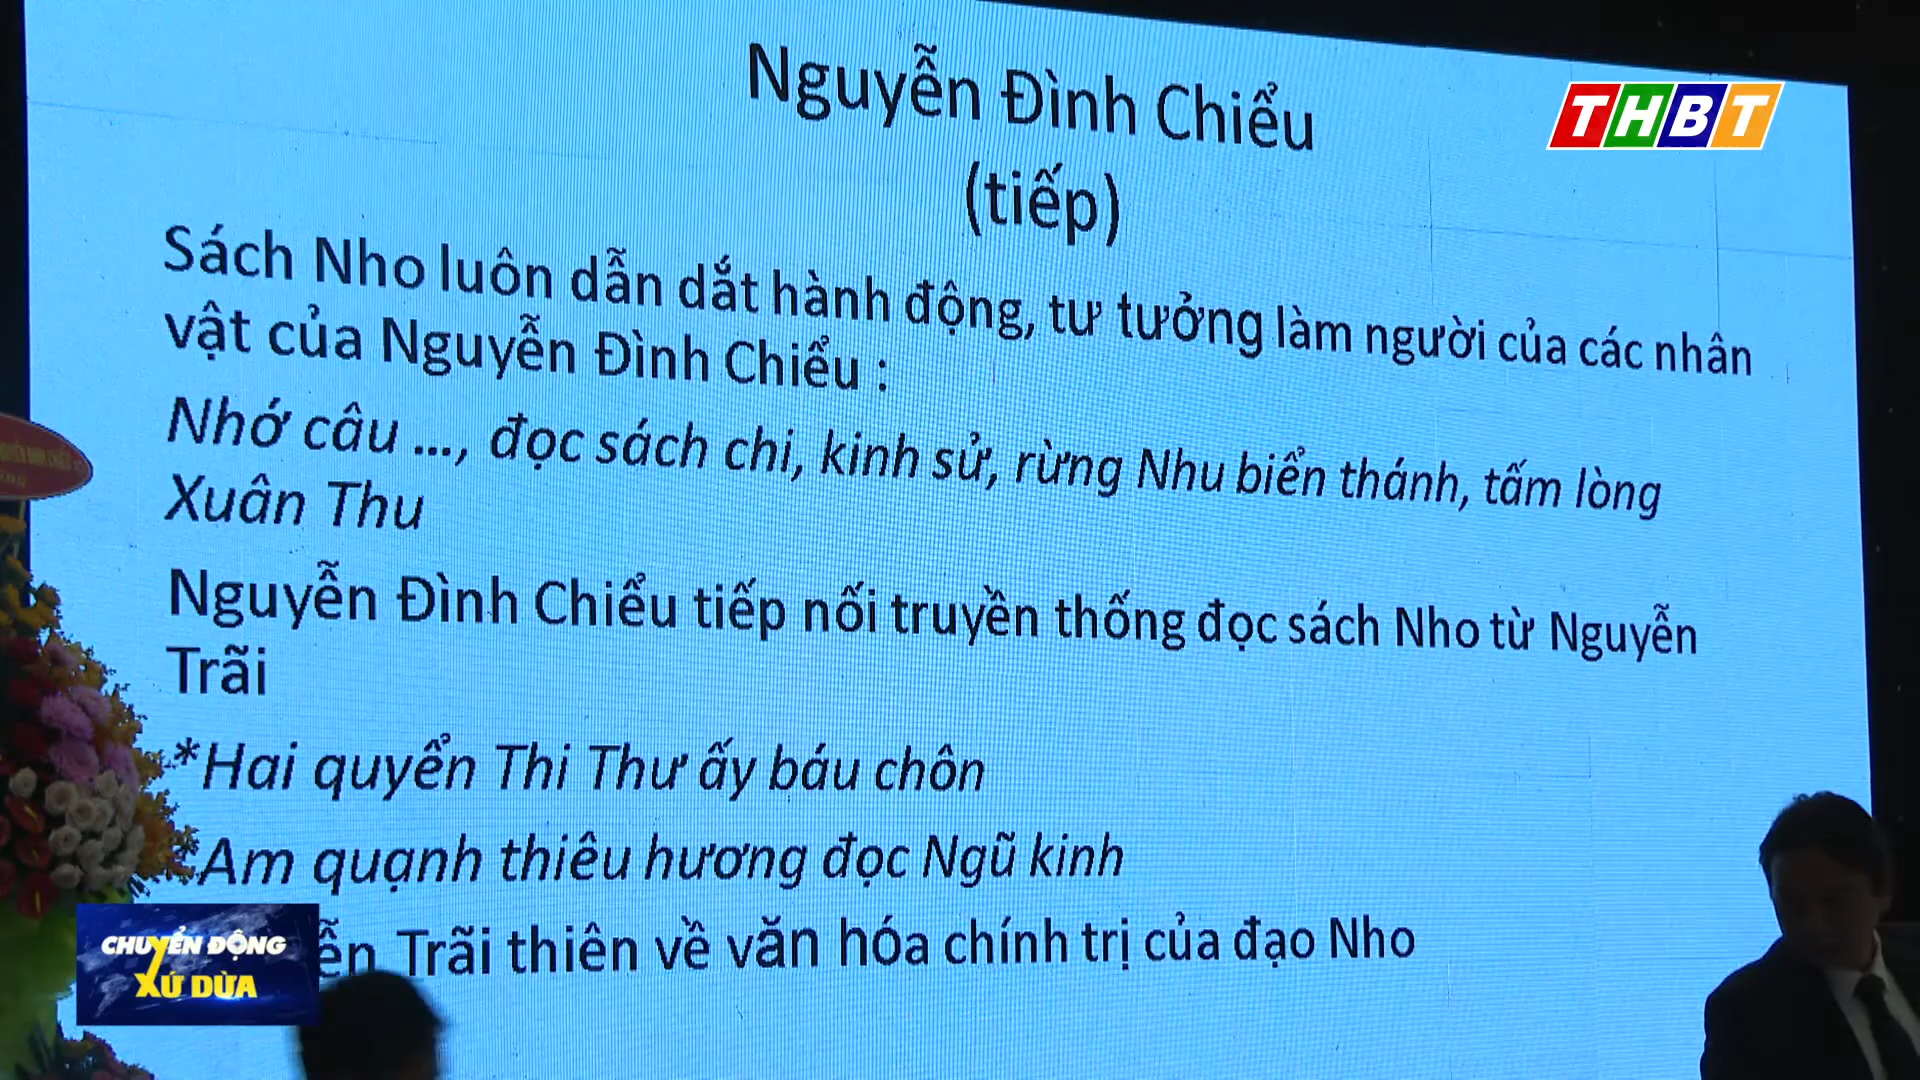 Nguyễn Đình Chiểu
(tiếp)
THBT
Sách Nho luôn dẫn dắt hành động, tư tưởng làm người của các nhân
vật của Nguyễn Đình Chiểu :
Nhớ câu ..., đọc sách chi, kinh sử, rừng Nhu biển thánh, tấm lòng
Xuân Thu
Nguyễn Đình Chiểu tiếp nối truyền thống đọc sách Nho từ Nguyễn
Trãi
*Hai quyển Thi Thư ấy báu chôn
*Am quạnh thiêu hương đọc Ngũ kinh
Trãi thiên về văn hóa chính trị của đạo Nho
CHUYỂN ĐỘNG
XỨ DỪA